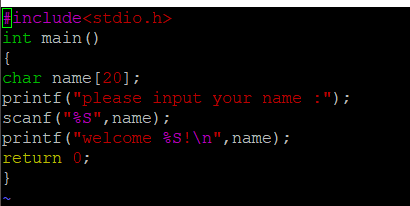 #include<stdio.h>
int main()
{
char name[20];
printf("please input your name :");
scanf("%S",name);
printf("welcome %S!\n",name);
return 0;
}
~